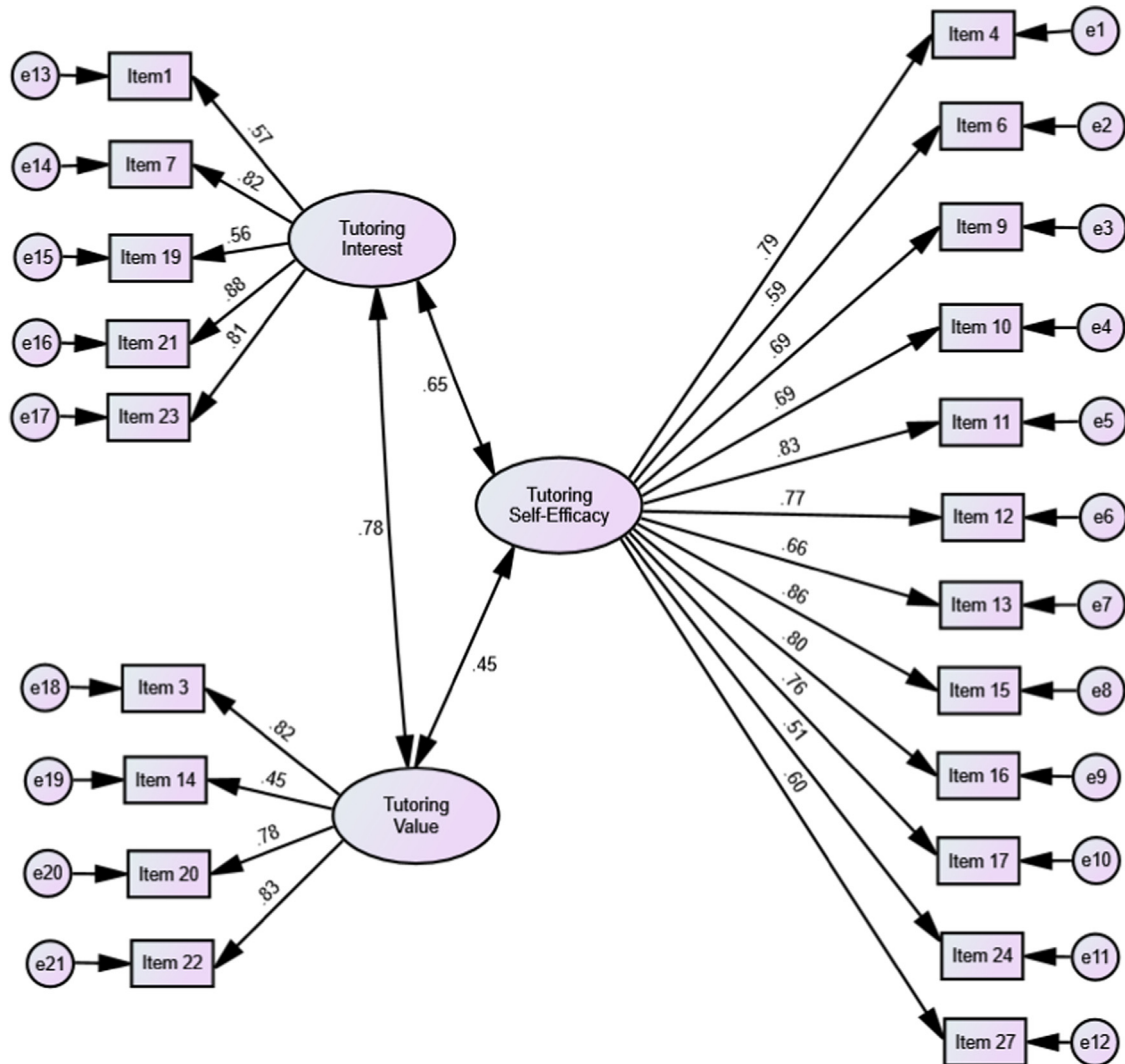 e13
Item1
.57
e14
Item 7
.82
e15
Item 19
.56
e16
Item 21
.88
e17
Item 23
.81
Tutoring
Interest
.65
.78
.45
Tutoring
Self-Efficacy
e18
Item 3
.82
e19
Item 14
.45
e20
Item 20
.78
e21
Item 22
.83
Tutoring
Value
.79
Item 4
e1
.59
Item 6
e2
.69
Item 9
e3
.69
Item 10
e4
.83
Item 11
e5
.77
Item 12
e6
.66
Item 13
e7
.86
Item 15
e8
.80
Item 16
e9
.76
Item 17
e10
.51
Item 24
e11
.60
Item 27
e12